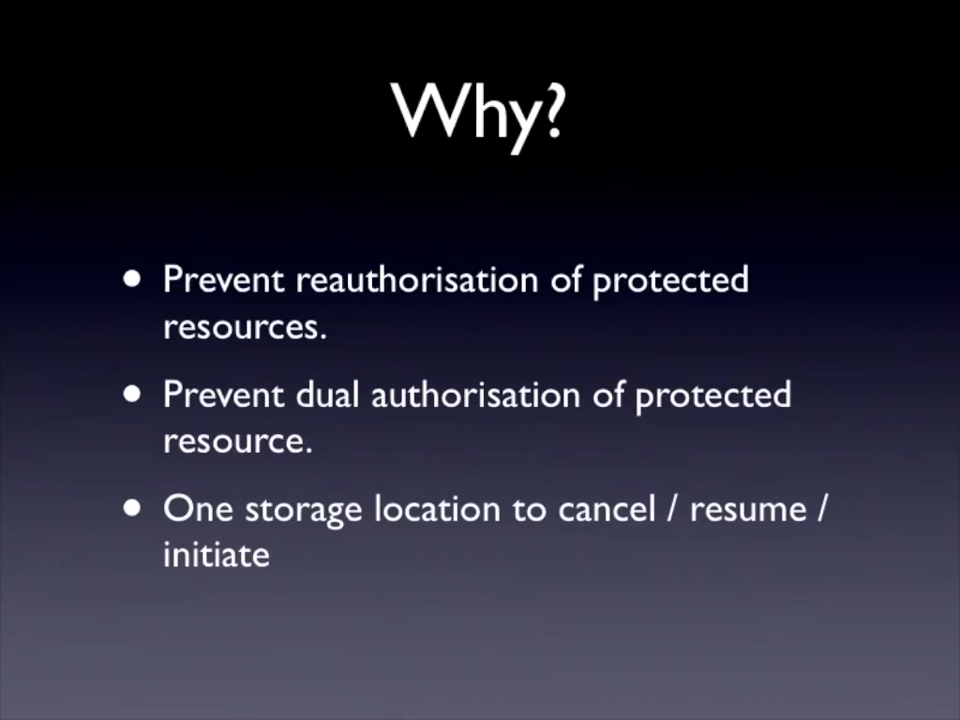 Why?
• Prevent reauthorisation of protected
resources.
• Prevent dual authorisation of protected
resource.
• One storage location to cancel / resume /
initiate